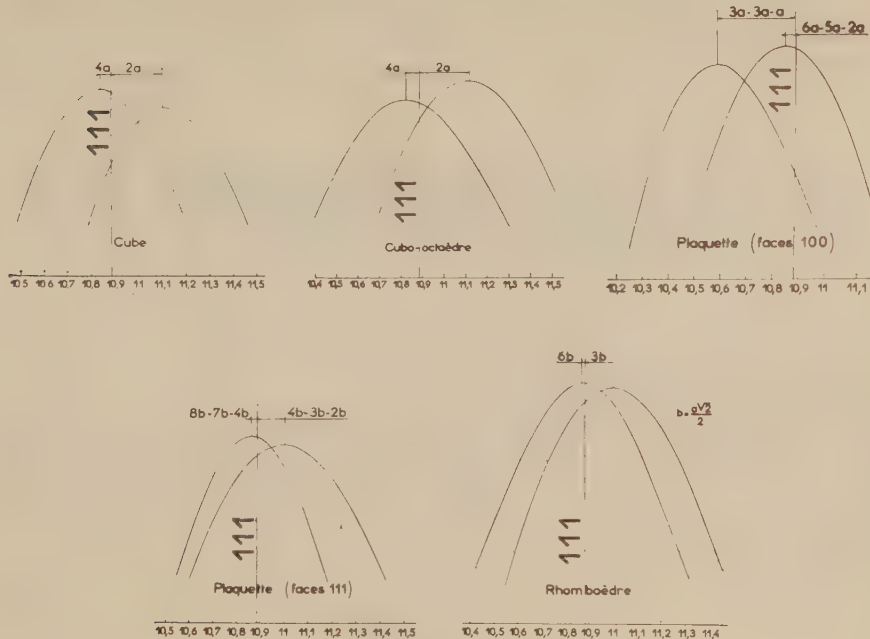 4a 2a
111
Cube
10,5 10,6 10,7 10,8 10,9 11 11,1 11,2 11,3 11,4 11,5
4a 2a
111
Cubo-octaèdre
10,4 10,5 10,6 10,7 10,8 10,9 11 11,1 11,2 11,3 11,4 11,5
3a-3a-a
6a-5a-2a
111
Plaquette (faces 100)
10,2 10,3 10,4 10,5 10,6 10,7 10,8 10,9 11 11,1
8b-7b-4b 4b-3b-2b
111
Plaquette (faces 111)
10,5 10,6 10,7 10,8 10,9 11 11,1 11,2 11,3 11,4 11,5
6b 3b
b=a√2/2
111
Rhomboèdre
10,4 10,5 10,6 10,7 10,8 10,9 11 11,1 11,2 11,3 11,4